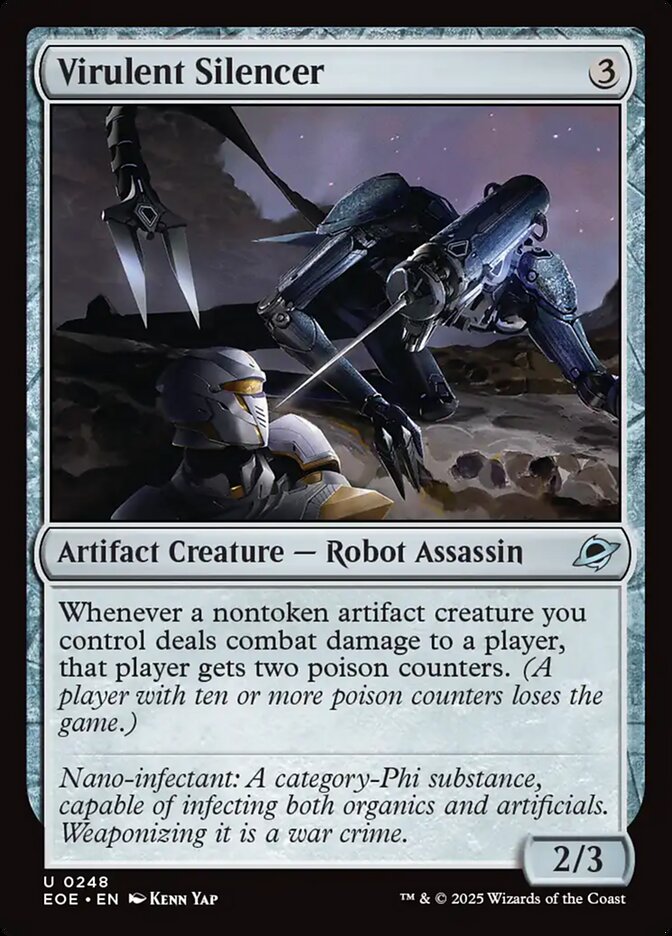 Virulent Silencer 3
Artifact Creature — Robot Assassin
Whenever a nontoken artifact creature you
control deals combat damage to a player,
that player gets two poison counters. (A
player with ten or more poison counters loses the
game.)
Nano-infectant: A category-Phi substance,
capable of infecting both organics and artificials.
Weaponizing it is a war crime.
2/3
U 0248
EOE • EN Kenn Yap
™ & © 2025 Wizards of the Coast